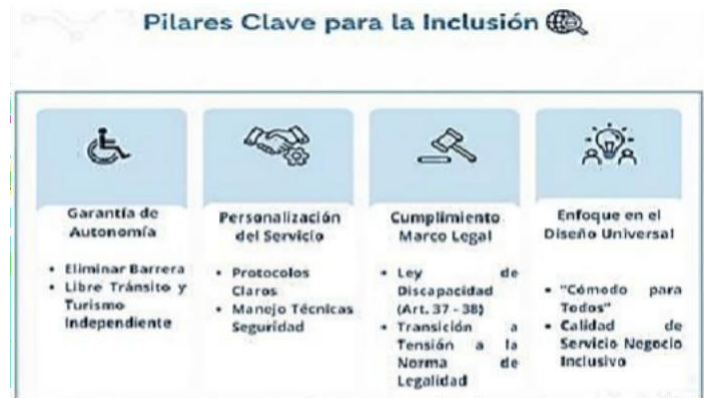 Pilares Clave para la Inclusión
Garantía de
Autonomía
• Eliminar Barrera
• Libre Tránsito y
Turismo
Independiente
Personalización
del Servicio
• Protocolos
Claros
• Manejo Técnicas
Seguridad
Cumplimiento
Marco Legal
• Ley de
Discapacidad
(Art. 37 - 38)
• Transición a
Tensión a la
Norma de
Legalidad
Enfoque en el
Diseño Universal
• "Cómodo para
Todos"
• Calidad de
Servicio Negocio
Inclusivo